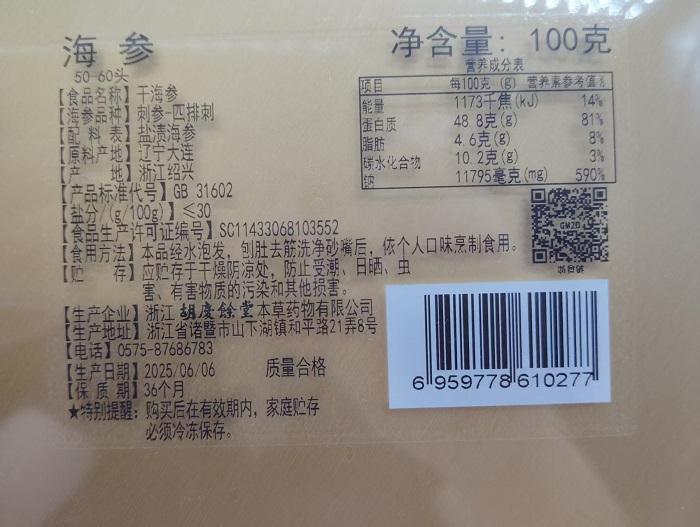 海 参
净含量： 100克
50-60头
【食品名称】干海参
【海参品种】刺参-四排刺
【配 料 表】盐渍海参
【原料产地】辽宁大连
【产 地】浙江绍兴
【产品标准代号】GB 31602
【盐分/(g/100g)】≤30
【食品生产许可证编号】SC11433068103552
【食用方法】本品经水泡发，刳肚去筋洗净砂嘴后，依个人口味烹制食用。
【贮 存】应贮存于干燥阴凉处，防止受潮、日晒、虫
害、有害物质的污染和其他损害。
【生产企业】浙江 胡慶餘堂本草药物有限公司
【生产地址】浙江省诸暨市山下湖镇和平路21弄8号
【电话】0575-87686783
【生产日期】2025/06/06 质量合格
【保 质 期】36个月
★特别提醒：购买后在有效期内，家庭贮存
必须冷冻保存。
营养成分表
项目 每100克 (g) 营养素参考值%
能量 1173千焦(kJ) 14%
蛋白质 48.8克(g) 81%
脂肪 4.6克(g) 8%
碳水化合物 10.2克(g) 3%
钠 11795毫克(mg) 590%
GM2D
6 959778 610277